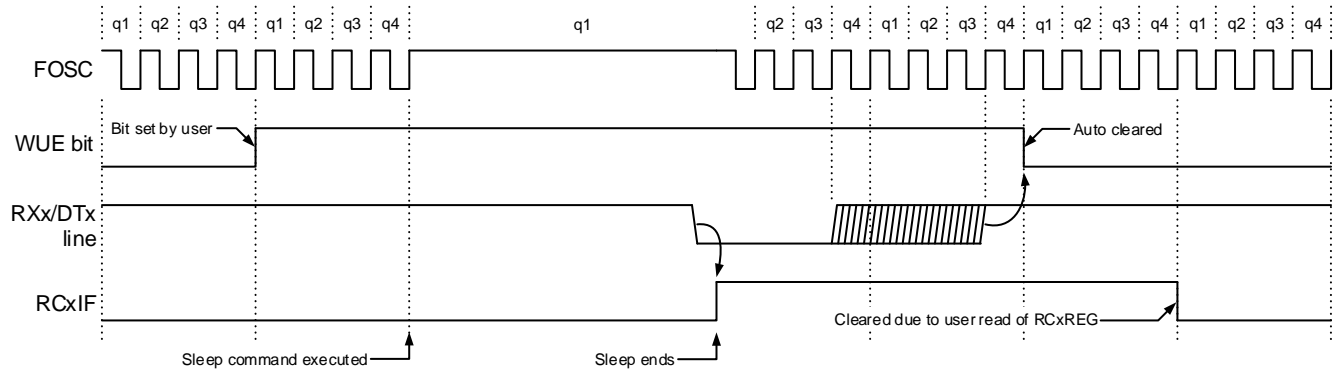 q1 q2 q3 q4 q1 q2 q3 q4 q1 q2 q3 q4 q1 q2 q3 q4 q1 q2 q3 q4 q1 q2 q3 q4
FOSC
Bit set by user
Auto cleared
WUE bit
RXx/DTx
line
RCxIF
Cleared due to user read of RCxREG
Sleep command executed
Sleep ends